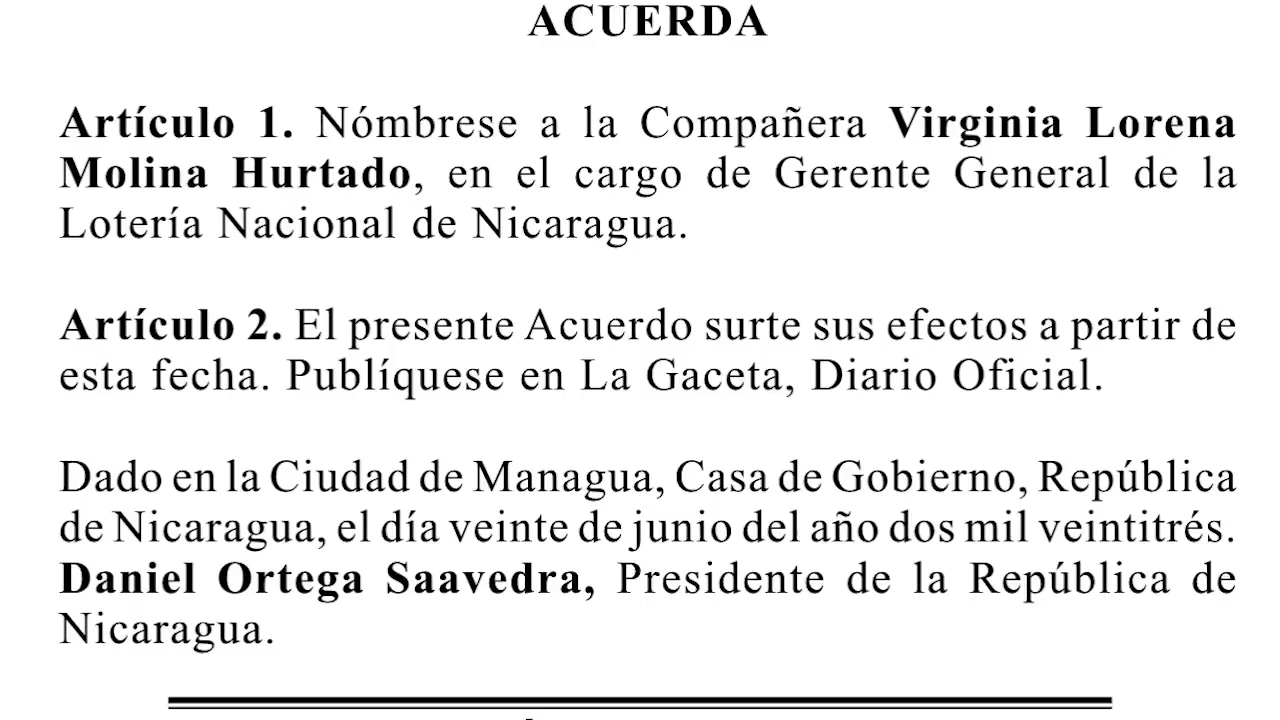 ACUERDA
Artículo 1. Nómbrese a la Compañera Virginia Lorena
Molina Hurtado, en el cargo de Gerente General de la
Lotería Nacional de Nicaragua.
Artículo 2. El presente Acuerdo surte sus efectos a partir de
esta fecha. Publíquese en La Gaceta, Diario Oficial.
Dado en la Ciudad de Managua, Casa de Gobierno, República
de Nicaragua, el día veinte de junio del año dos mil veintitrés.
Daniel Ortega Saavedra, Presidente de la República de
Nicaragua.